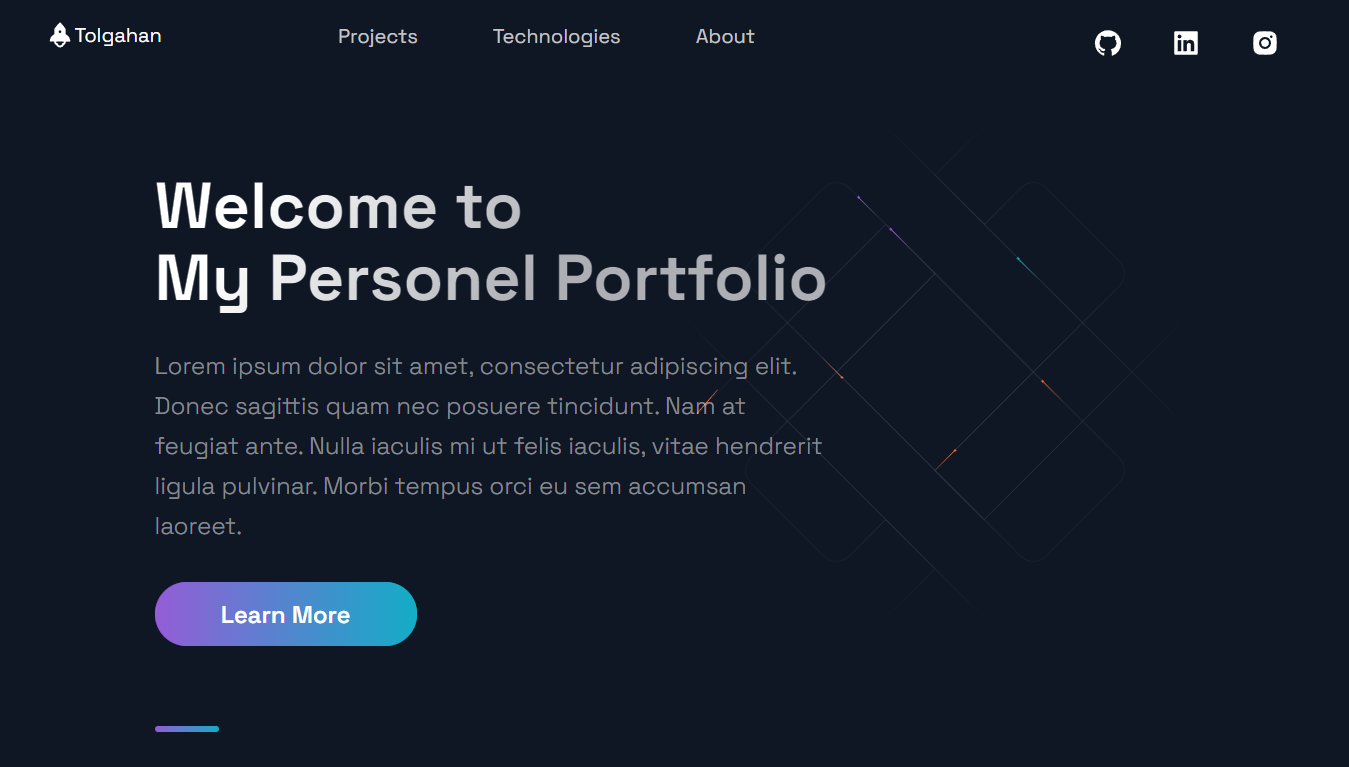 Tolgahan
Projects
Technologies
About
Welcome to
My Personel Portfolio
Lorem ipsum dolor sit amet, consectetur adipiscing elit.
Donec sagittis quam nec posuere tincidunt. Nam at
feugiat ante. Nulla iaculis mi ut felis iaculis, vitae hendrerit
ligula pulvinar. Morbi tempus orci eu sem accumsan
laoreet.
Learn More